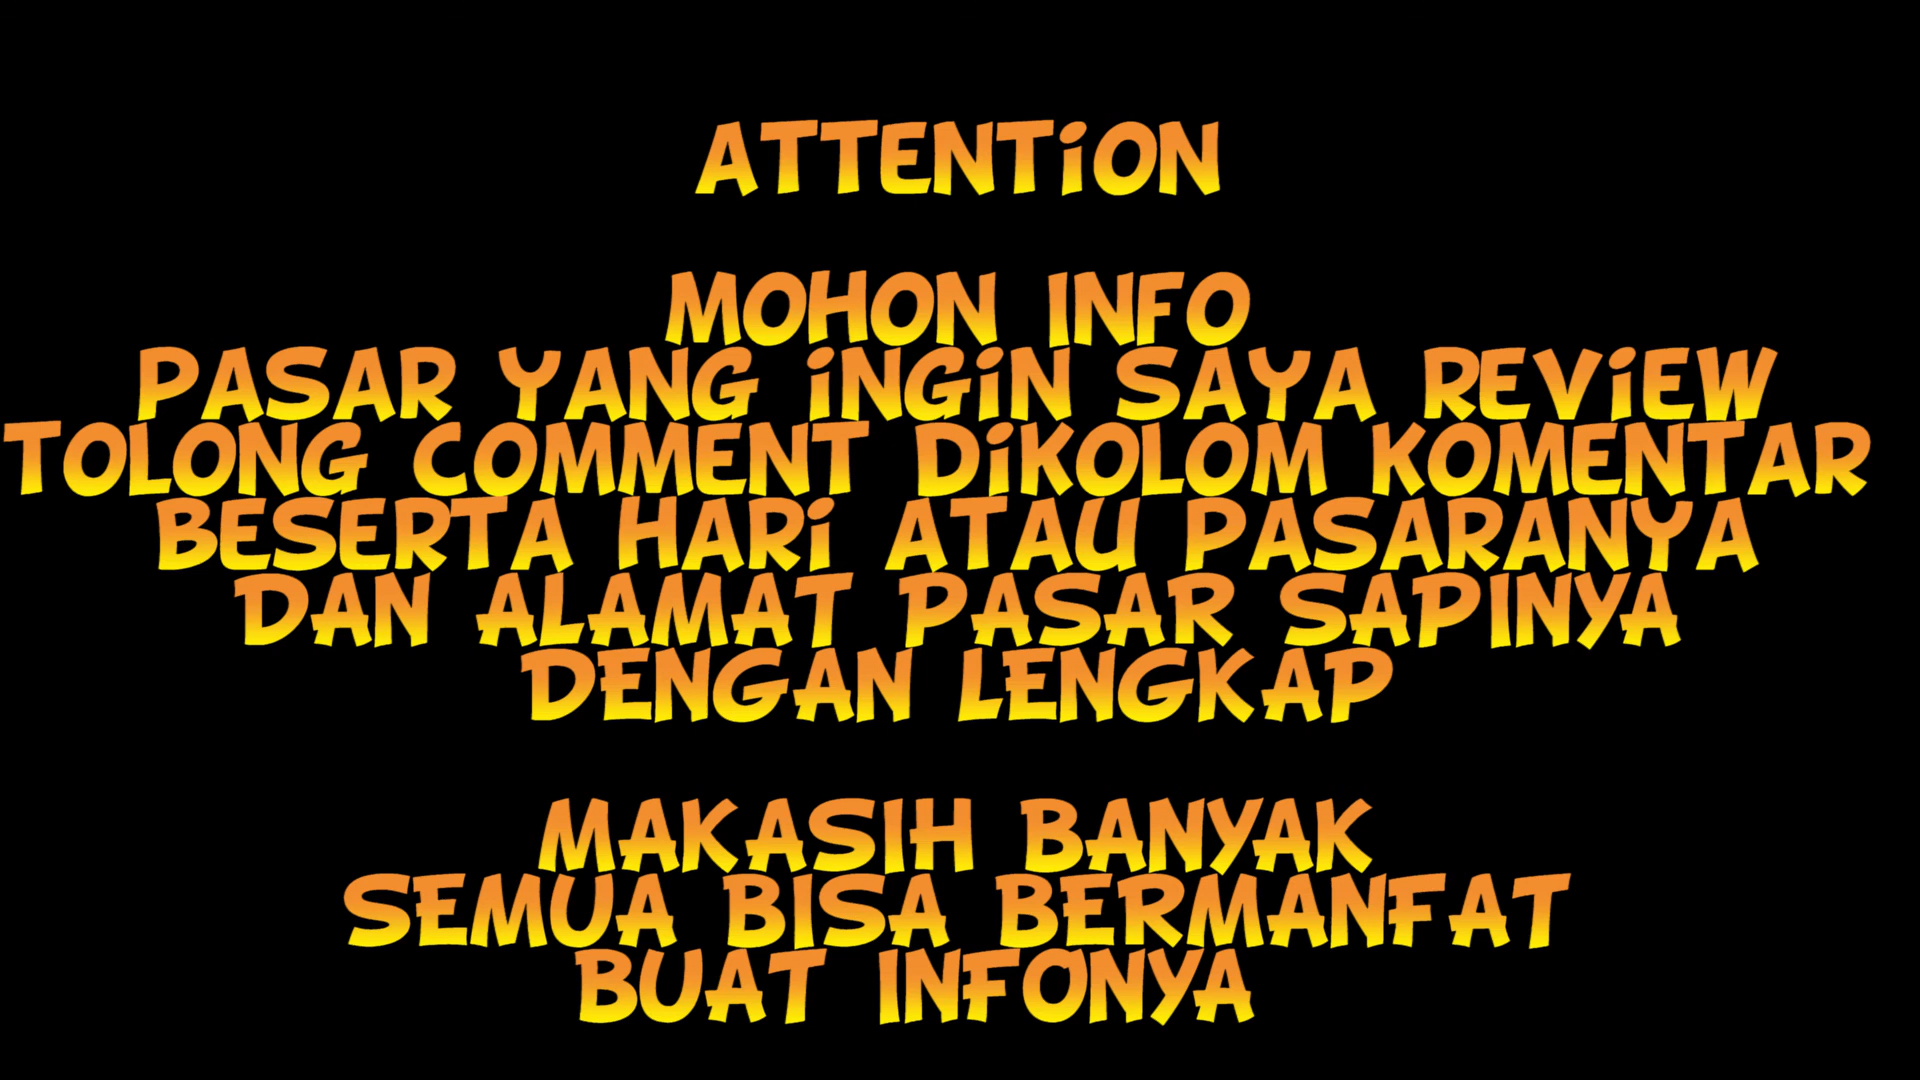 ATTENTION
MOHON INFO
PASAR YANG INGIN SAYA REVIEW
TOLONG COMMENT DIKOLOM KOMENTAR
BESERTA HARI ATAU PASARANYA
DAN ALAMAT PASAR SAPINYA
DENGAN LENGKAP
MAKASIH BANYAK
SEMUA BISA BERMANFAT
BUAT INFONYA